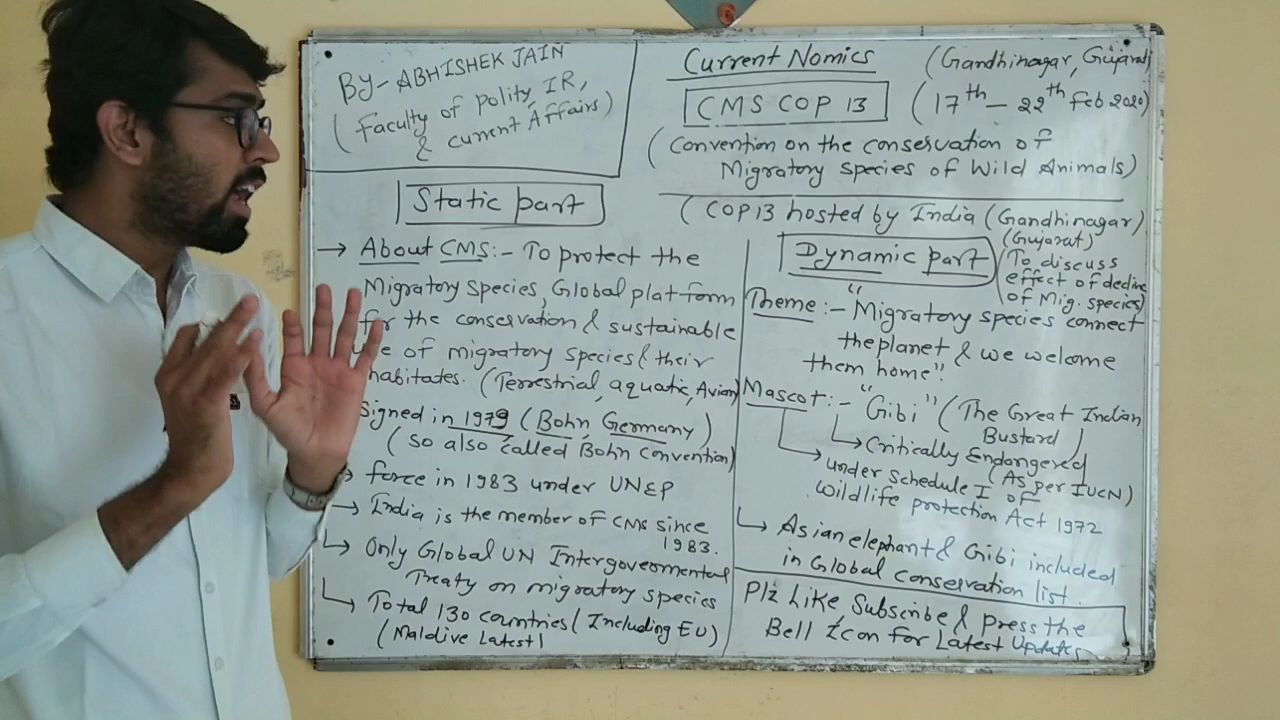 By- ABHISHEK JAIN
(Faculty of polity, IR,
& current Affairs)
Current Nomics
(Gandhinagar, Gujarat)
CMS COP 13
(17th - 22th Feb 2020)
(Convention on the conservation of
Migratory species of Wild Animals)
(COP13 hosted by India (Gandhinagar)
(Gujarat)
Static part
→ About CMS:- To protect the
Migratory species, Global platform
for the conservation & sustainable
use of migratory species & their
habitates. (Terrestrial, aquatic, Avian)
signed in 1979 (Bohn Germany)
(so also called Bohn convention)
→ force in 1983 under UNEP
→ India is the member of CMS since
1983.
↳ Only Global UN Intergovermental
Treaty on migratory species
↳ Total 130 countries (Including EU)
(Maldive Latest)
Dynamic part
(To discuss
effect of decline
of Mig. species)
Theme:- "Migratory species connect
the planet & we welcome
them home".
Mascot:- "Gibi" (The Great Indian
Bustard)
↳ Critically Endangered
(As per IUCN)
→ under schedule I of
Wildlife protection Act 1972
↳ Asian elephant & Gibi included
in Global conservation list.
Plz Like Subscribe & press the
Bell Icon for Latest Updates